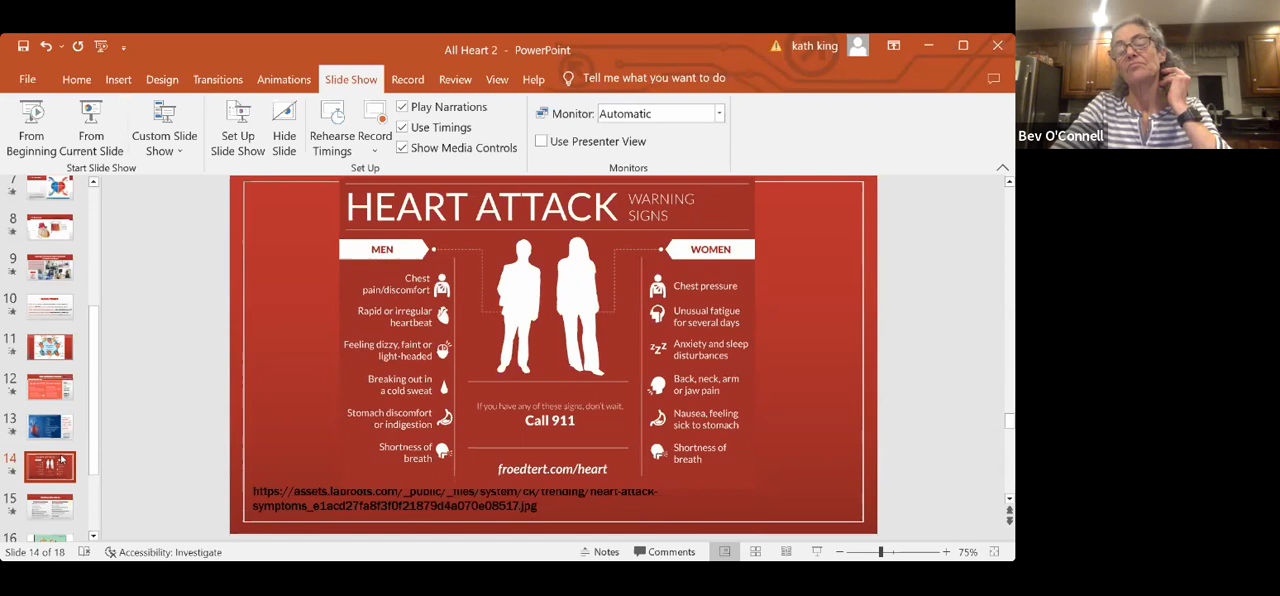 All Heart 2 - PowerPoint
kath king
File
Home
Insert
Design
Transitions
Animations
Slide Show
Record
Review
View
Help
Tell me what you want to do
From Beginning
From Current Slide
Custom Slide Show
Set Up Slide Show
Hide Slide
Rehearse Timings
Record
Play Narrations
Use Timings
Show Media Controls
Monitor: Automatic
Use Presenter View
Start Slide Show
Set Up
Monitors
Bev O'Connell
7
8
9
10
11
12
13
14
15
16
HEART ATTACK
WARNING
SIGNS
MEN
Chest
pain/discomfort
Rapid or irregular
heartbeat
Feeling dizzy, faint or
light-headed
Breaking out in
a cold sweat
Stomach discomfort
or indigestion
Shortness of
breath
WOMEN
Chest pressure
Unusual fatigue
for several days
Anxiety and sleep
disturbances
Back, neck, arm
or jaw pain
Nausea, feeling
sick to stomach
Shortness of
breath
If you have any of these signs, don't wait.
Call 911
froedtert.com/heart
https://assets.labroots.com/_public/_files/system/ck/trending/heart-attack-
symptoms_e1acd27fa8f3f0f21879d4a070e08517.jpg
Slide 14 of 18
Accessibility: Investigate
Notes
Comments
75%